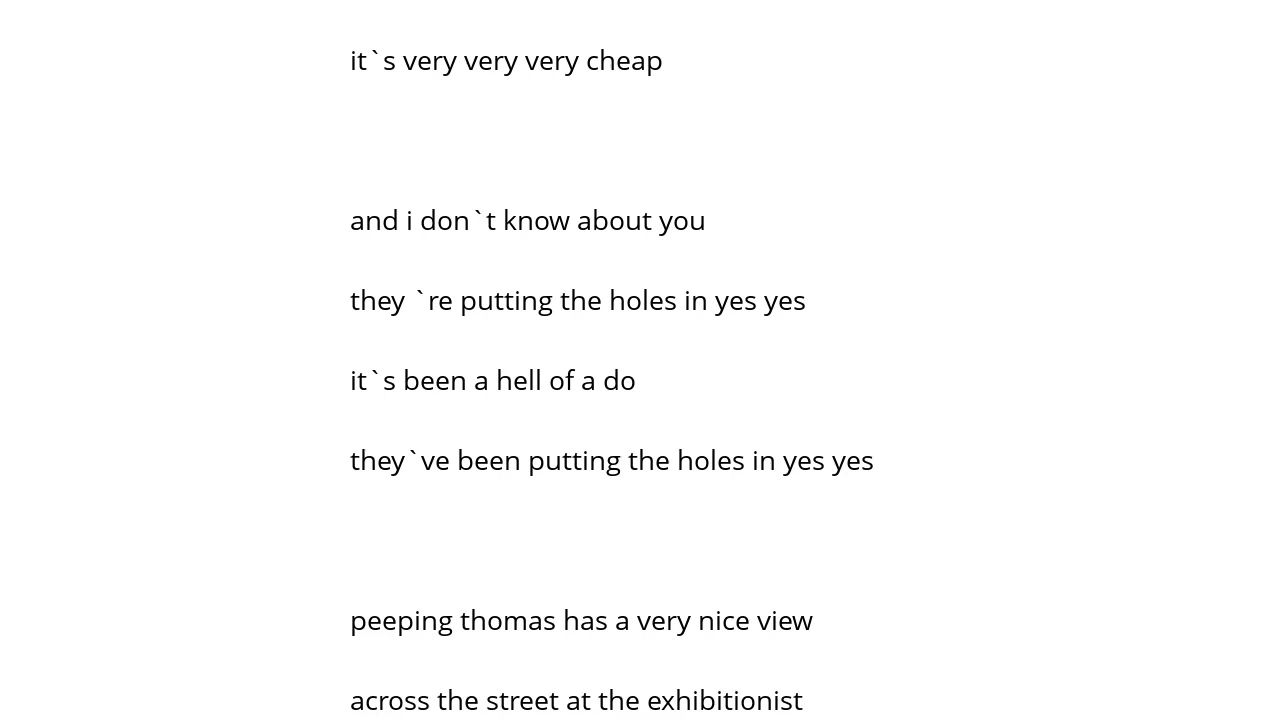 it`s very very very cheap
and i don`t know about you
they `re putting the holes in yes yes
it`s been a hell of a do
they`ve been putting the holes in yes yes
peeping thomas has a very nice view
across the street at the exhibitionist